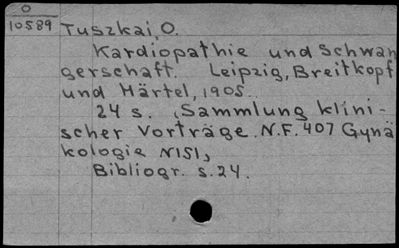 O
10589
Tuszkai, O.
Kardiopathie und Schwan
gerschaft. Leipzig, Breitkopf
und Härtel, 1905.
24 s. (Sammlung klini-
scher Vorträge. N.F. 407 Gynä
kologie N151)
Bibliogr. s. 24.